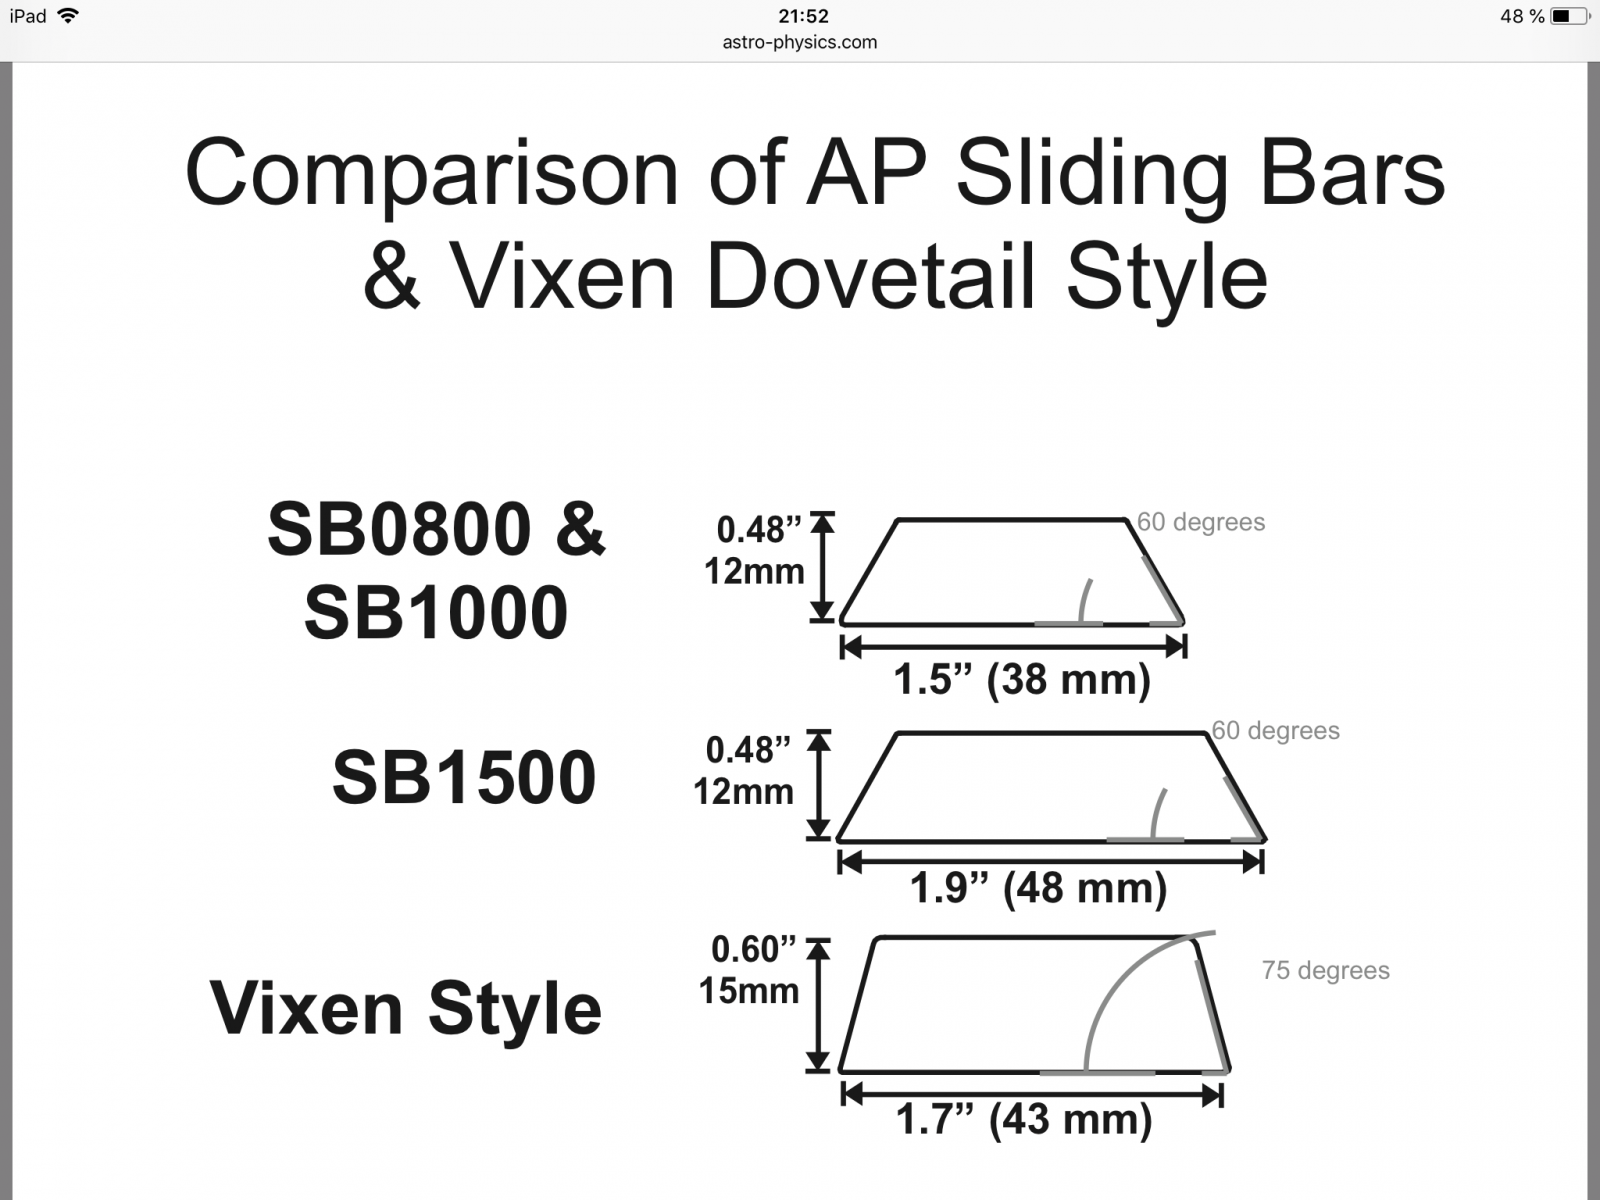 iPad
21:52
48 %
astro-physics.com
Comparison of AP Sliding Bars
& Vixen Dovetail Style
SB0800 &
SB1000
0.48”
12mm
60 degrees
1.5” (38 mm)
SB1500
0.48”
12mm
60 degrees
1.9” (48 mm)
Vixen Style
0.60”
15mm
75 degrees
1.7” (43 mm)